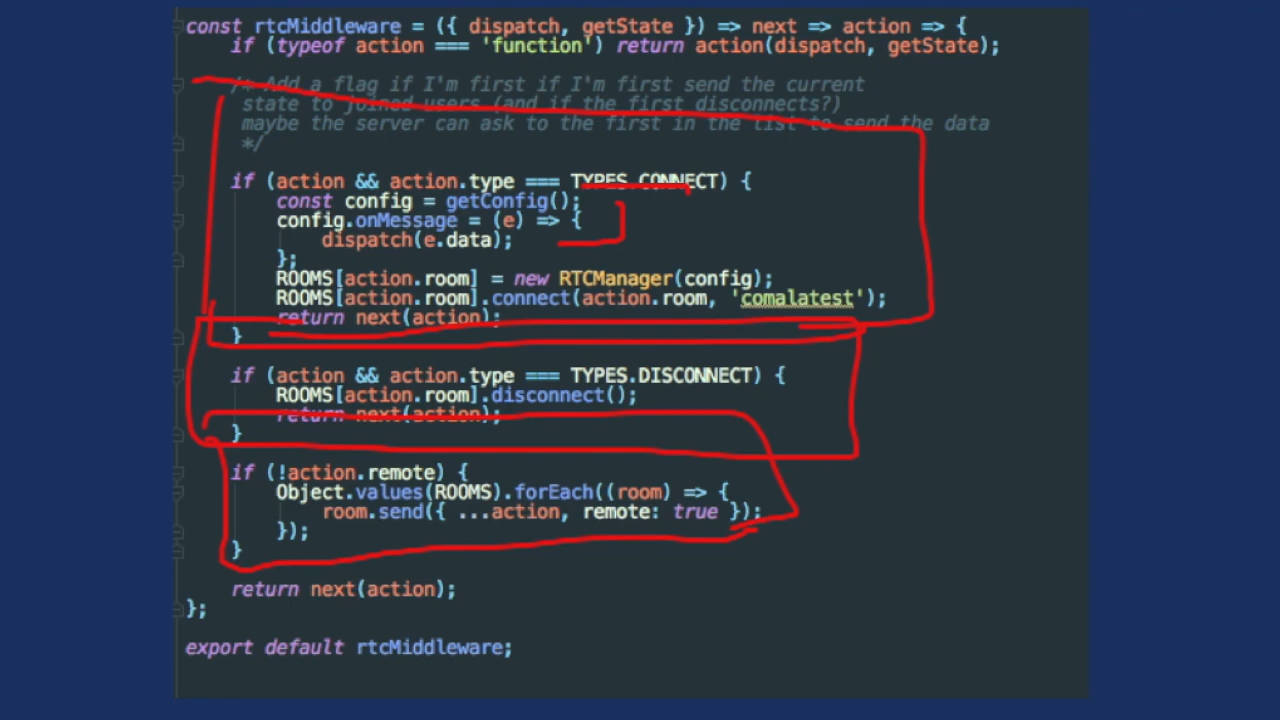 const rtcMiddleware = ({ dispatch, getState }) => next => action => {
if (typeof action === 'function') return action(dispatch, getState);
/* Add a flag if I'm first if I'm first send the current
state to joined users (and if the first disconnects?)
maybe the server can ask to the first in the list to send the data
*/
if (action && action.type === TYPES.CONNECT) {
const config = getConfig();
config.onMessage = (e) => {
dispatch(e.data);
};
ROOMS[action.room] = new RTCManager(config);
ROOMS[action.room].connect(action.room, 'comalatest');
return next(action);
}
if (action && action.type === TYPES.DISCONNECT) {
ROOMS[action.room].disconnect();
return next(action);
}
if (!action.remote) {
Object.values(ROOMS).forEach((room) => {
room.send({ ...action, remote: true });
});
}
return next(action);
};
export default rtcMiddleware;